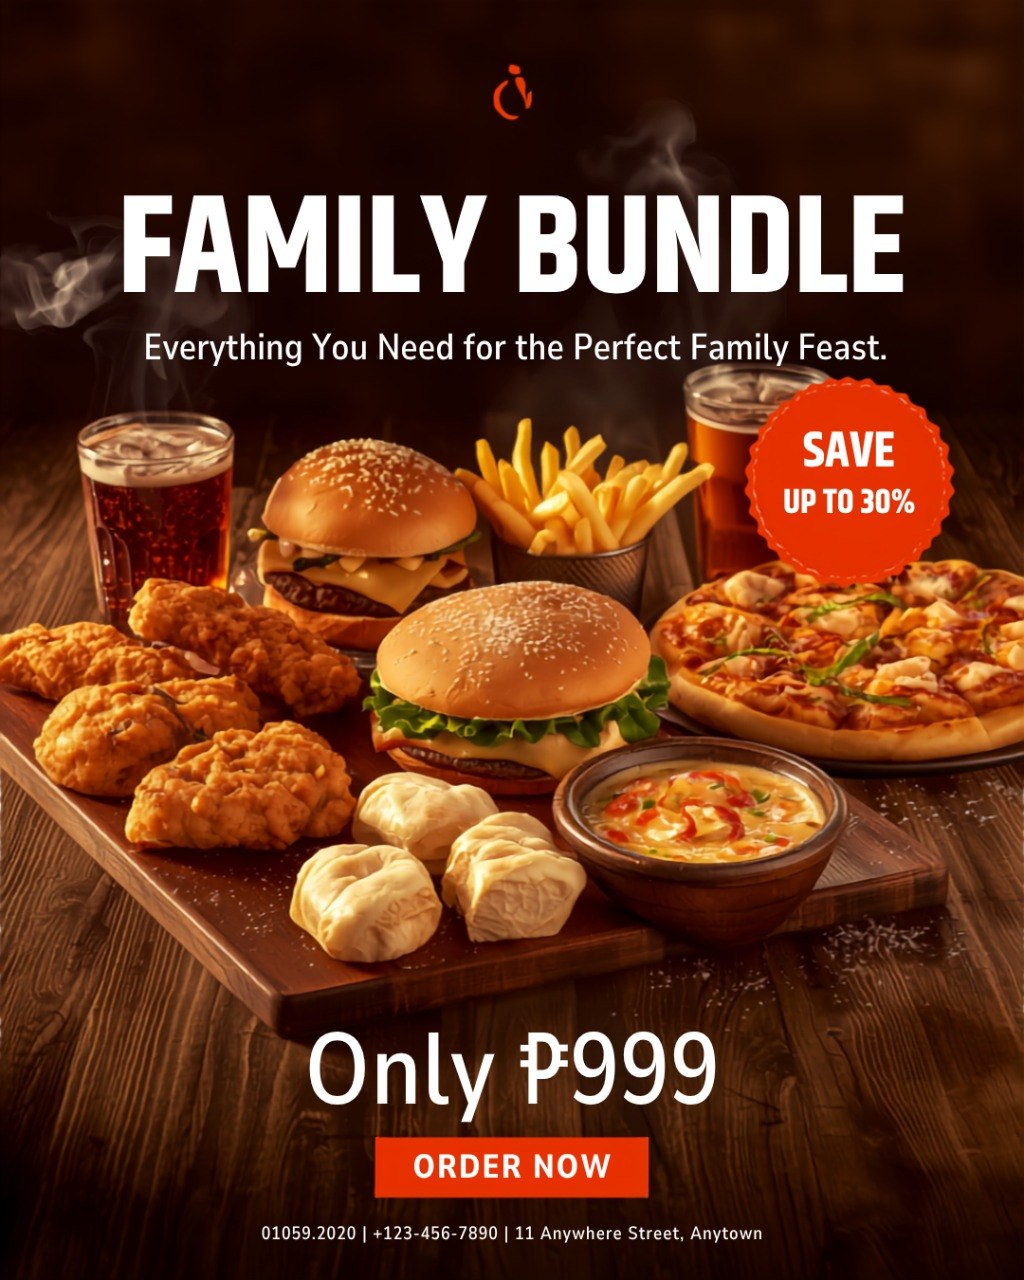 FAMILY BUNDLE
Everything You Need for the Perfect Family Feast.
SAVE
UP TO 30%
Only ₱999
ORDER NOW
01059.2020 | +123-456-7890 | 11 Anywhere Street, Anytown